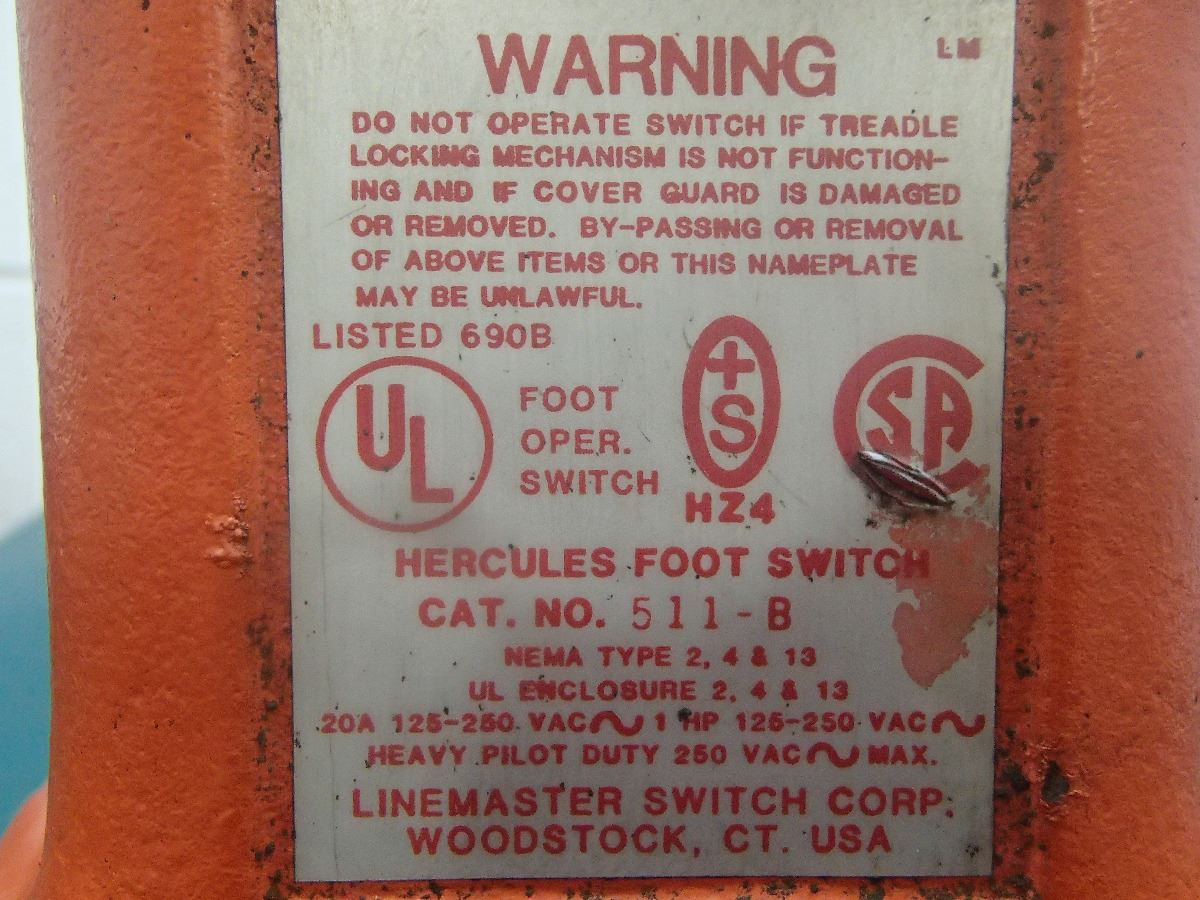 WARNING
LM
DO NOT OPERATE SWITCH IF TREADLE
LOCKING MECHANISM IS NOT FUNCTION-
ING AND IF COVER GUARD IS DAMAGED
OR REMOVED. BY-PASSING OR REMOVAL
OF ABOVE ITEMS OR THIS NAMEPLATE
MAY BE UNLAWFUL.
LISTED 690B
UL
FOOT
OPER.
SWITCH
+S
HZ4
CSA
HERCULES FOOT SWITCH
CAT. NO. 511-B
NEMA TYPE 2, 4 & 13
UL ENCLOSURE 2, 4 & 13
20A 125-250 VAC∿ 1 HP 125-250 VAC∿
HEAVY PILOT DUTY 250 VAC∿ MAX.
LINEMASTER SWITCH CORP.
WOODSTOCK, CT. USA